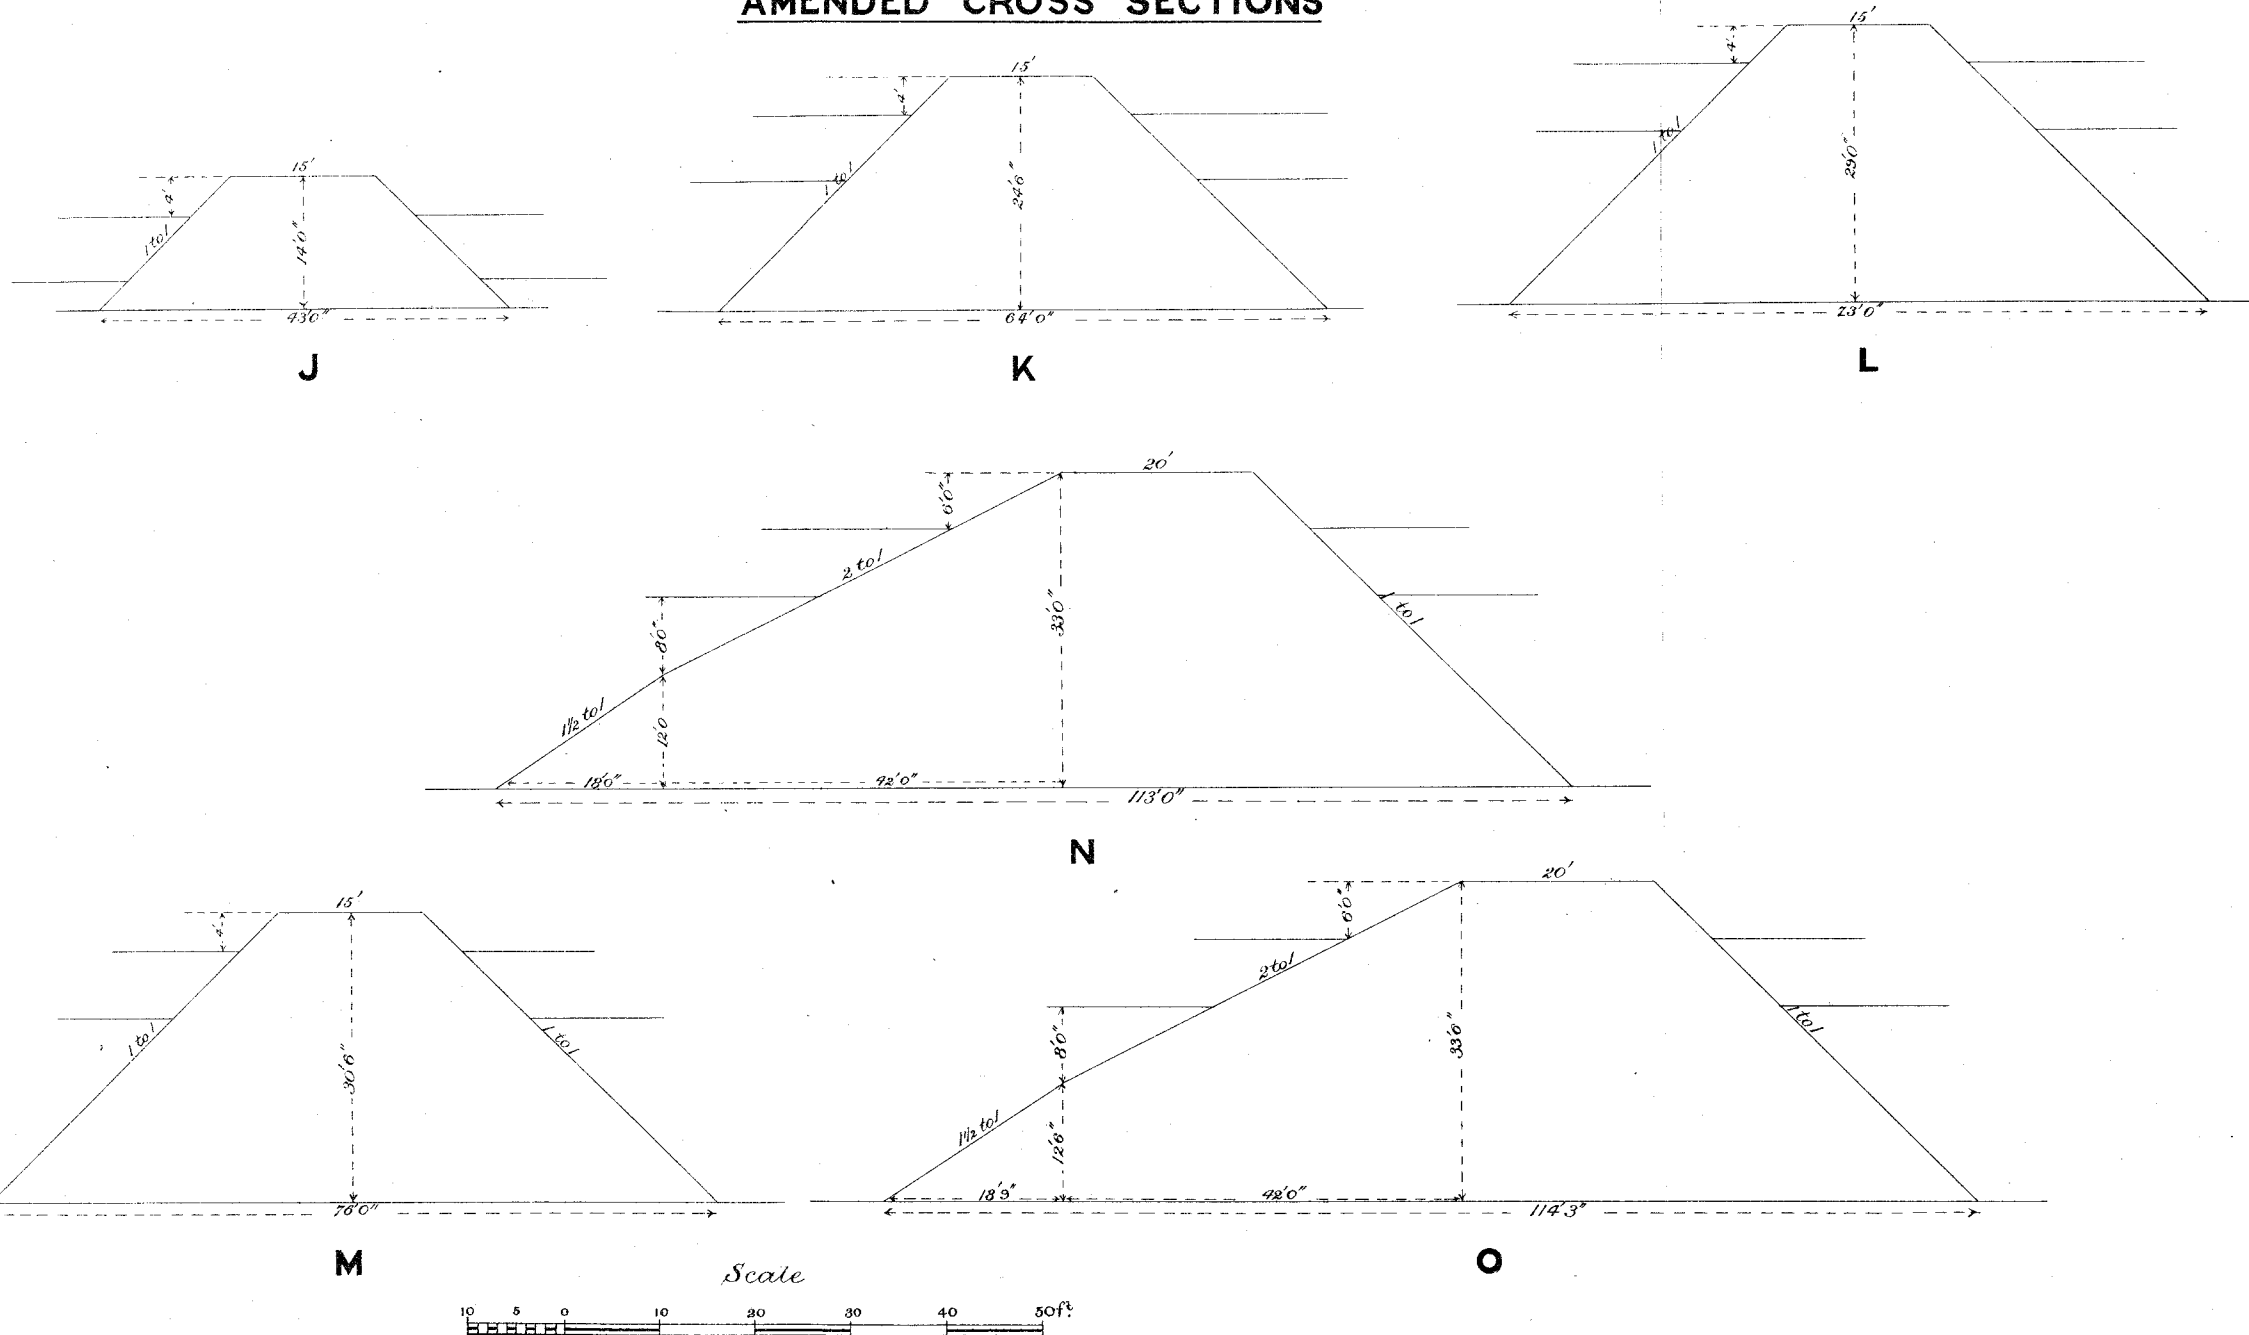 AMENDED CROSS SECTIONS
15'
4'
1 to 1
14'0"
43'0"
J
15'
4'
1 to 1
24'6"
64'0"
K
15'
4'
1 to 1
29'0"
73'0"
L
20'
6'0"
2 to 1
8'0"
33'0"
1 to 1
1½ to 1
12'0
18'0"
42'0"
113'0"
N
15'
4'
1 to 1
1 to 1
30'6"
76'0"
M
20'
6'0"
2 to 1
8'0"
33'6"
1 to 1
1½ to 1
12'6"
18'9"
42'0"
114'3"
O
Scale
10 5 0 10 20 30 40 50 ft.